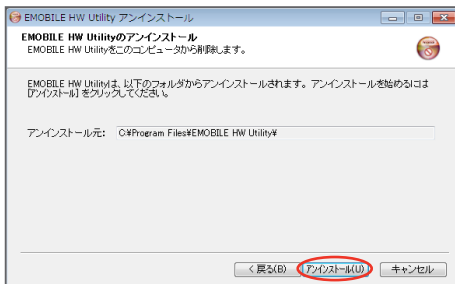 EMOBILE HW Utility アンインストール
EMOBILE HW Utilityのアンインストール
EMOBILE HW Utilityをこのコンピュータから削除します。
EMOBILE HW Utilityは、以下のフォルダからアンインストールされます。アンインストールを始めるには
[アンインストール] をクリックしてください。
アンインストール元: C:¥Program Files¥EMOBILE HW Utility¥
< 戻る(B) アンインストール(U) キャンセル